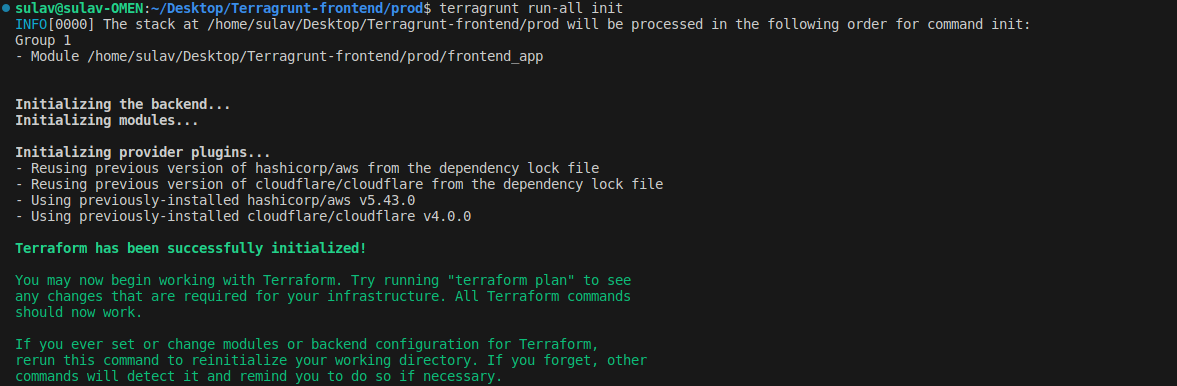 sulav@sulav-OMEN:~/Desktop/Terragrunt-frontend/prod$ terragrunt run-all init
INFO[0000] The stack at /home/sulav/Desktop/Terragrunt-frontend/prod will be processed in the following order for command init:
Group 1
- Module /home/sulav/Desktop/Terragrunt-frontend/prod/frontend_app
Initializing the backend...
Initializing modules...
Initializing provider plugins...
- Reusing previous version of hashicorp/aws from the dependency lock file
- Reusing previous version of cloudflare/cloudflare from the dependency lock file
- Using previously-installed hashicorp/aws v5.43.0
- Using previously-installed cloudflare/cloudflare v4.0.0
Terraform has been successfully initialized!
You may now begin working with Terraform. Try running "terraform plan" to see
any changes that are required for your infrastructure. All Terraform commands
should now work.
If you ever set or change modules or backend configuration for Terraform,
rerun this command to reinitialize your working directory. If you forget, other
commands will detect it and remind you to do so if necessary.